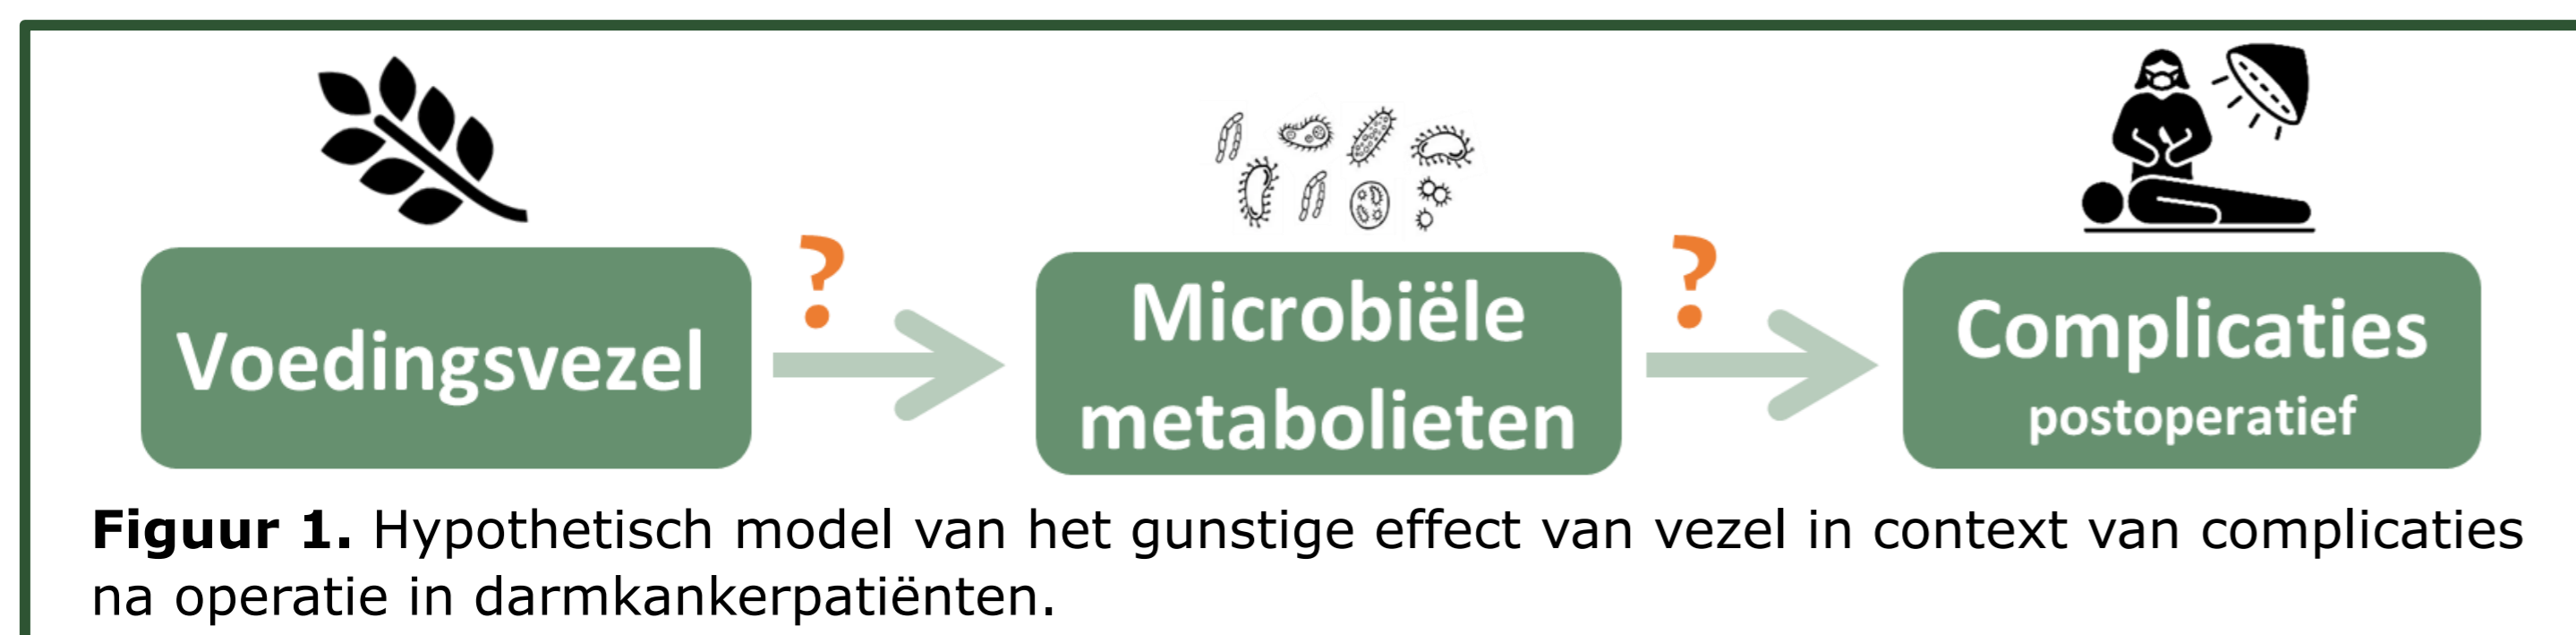 ?
?
Voedingsvezel
Microbiële
metabolieten
Complicaties
postoperatief
Figuur 1. Hypothetisch model van het gunstige effect van vezel in context van complicaties
na operatie in darmkankerpatiënten.